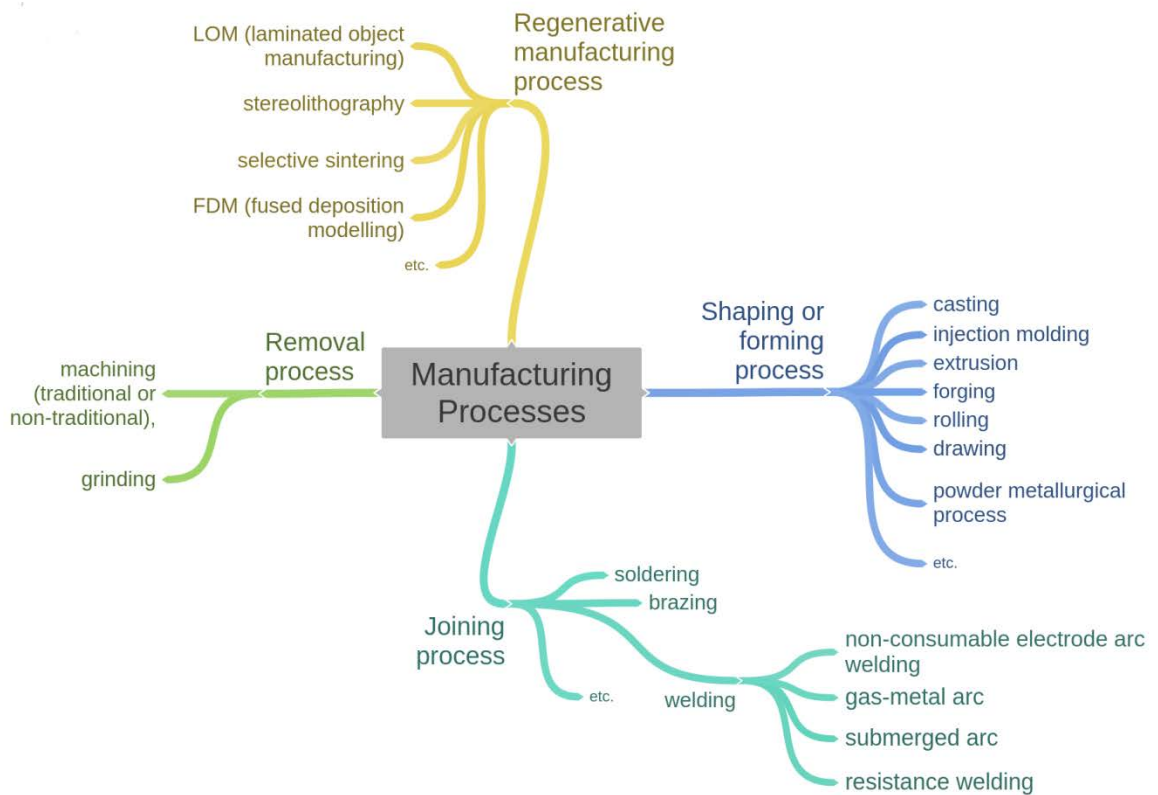 Regenerative
manufacturing
process
LOM (laminated object
manufacturing)
stereolithography
selective sintering
FDM (fused deposition
modelling)
etc.
Manufacturing
Processes
Removal
process
machining
(traditional or
non-traditional),
grinding
Shaping or
forming
process
casting
injection molding
extrusion
forging
rolling
drawing
powder metallurgical
process
etc.
Joining
process
soldering
brazing
welding
etc.
non-consumable electrode arc
welding
gas-metal arc
submerged arc
resistance welding